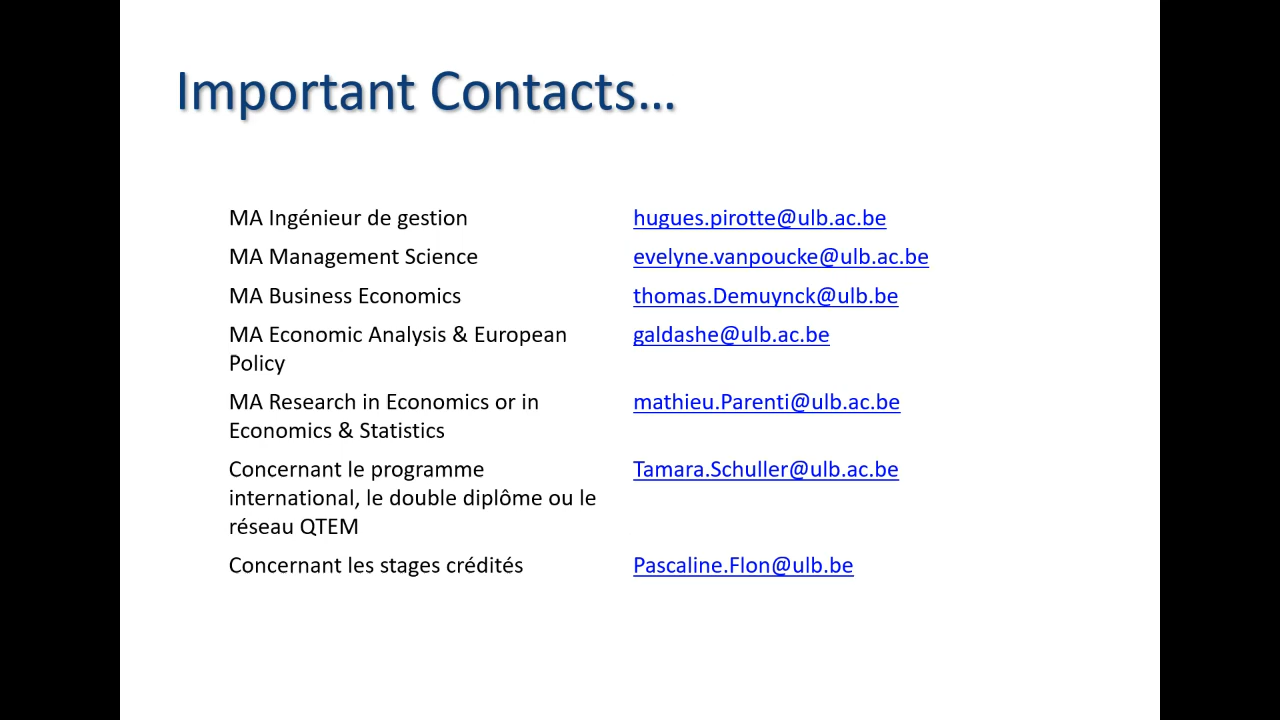 Important Contacts...
MA Ingénieur de gestion hugues.pirotte@ulb.ac.be
MA Management Science evelyne.vanpoucke@ulb.ac.be
MA Business Economics thomas.Demuynck@ulb.be
MA Economic Analysis & European galdashe@ulb.ac.be
Policy
MA Research in Economics or in mathieu.Parenti@ulb.ac.be
Economics & Statistics
Concernant le programme Tamara.Schuller@ulb.ac.be
international, le double diplôme ou le
réseau QTEM
Concernant les stages crédités Pascaline.Flon@ulb.be